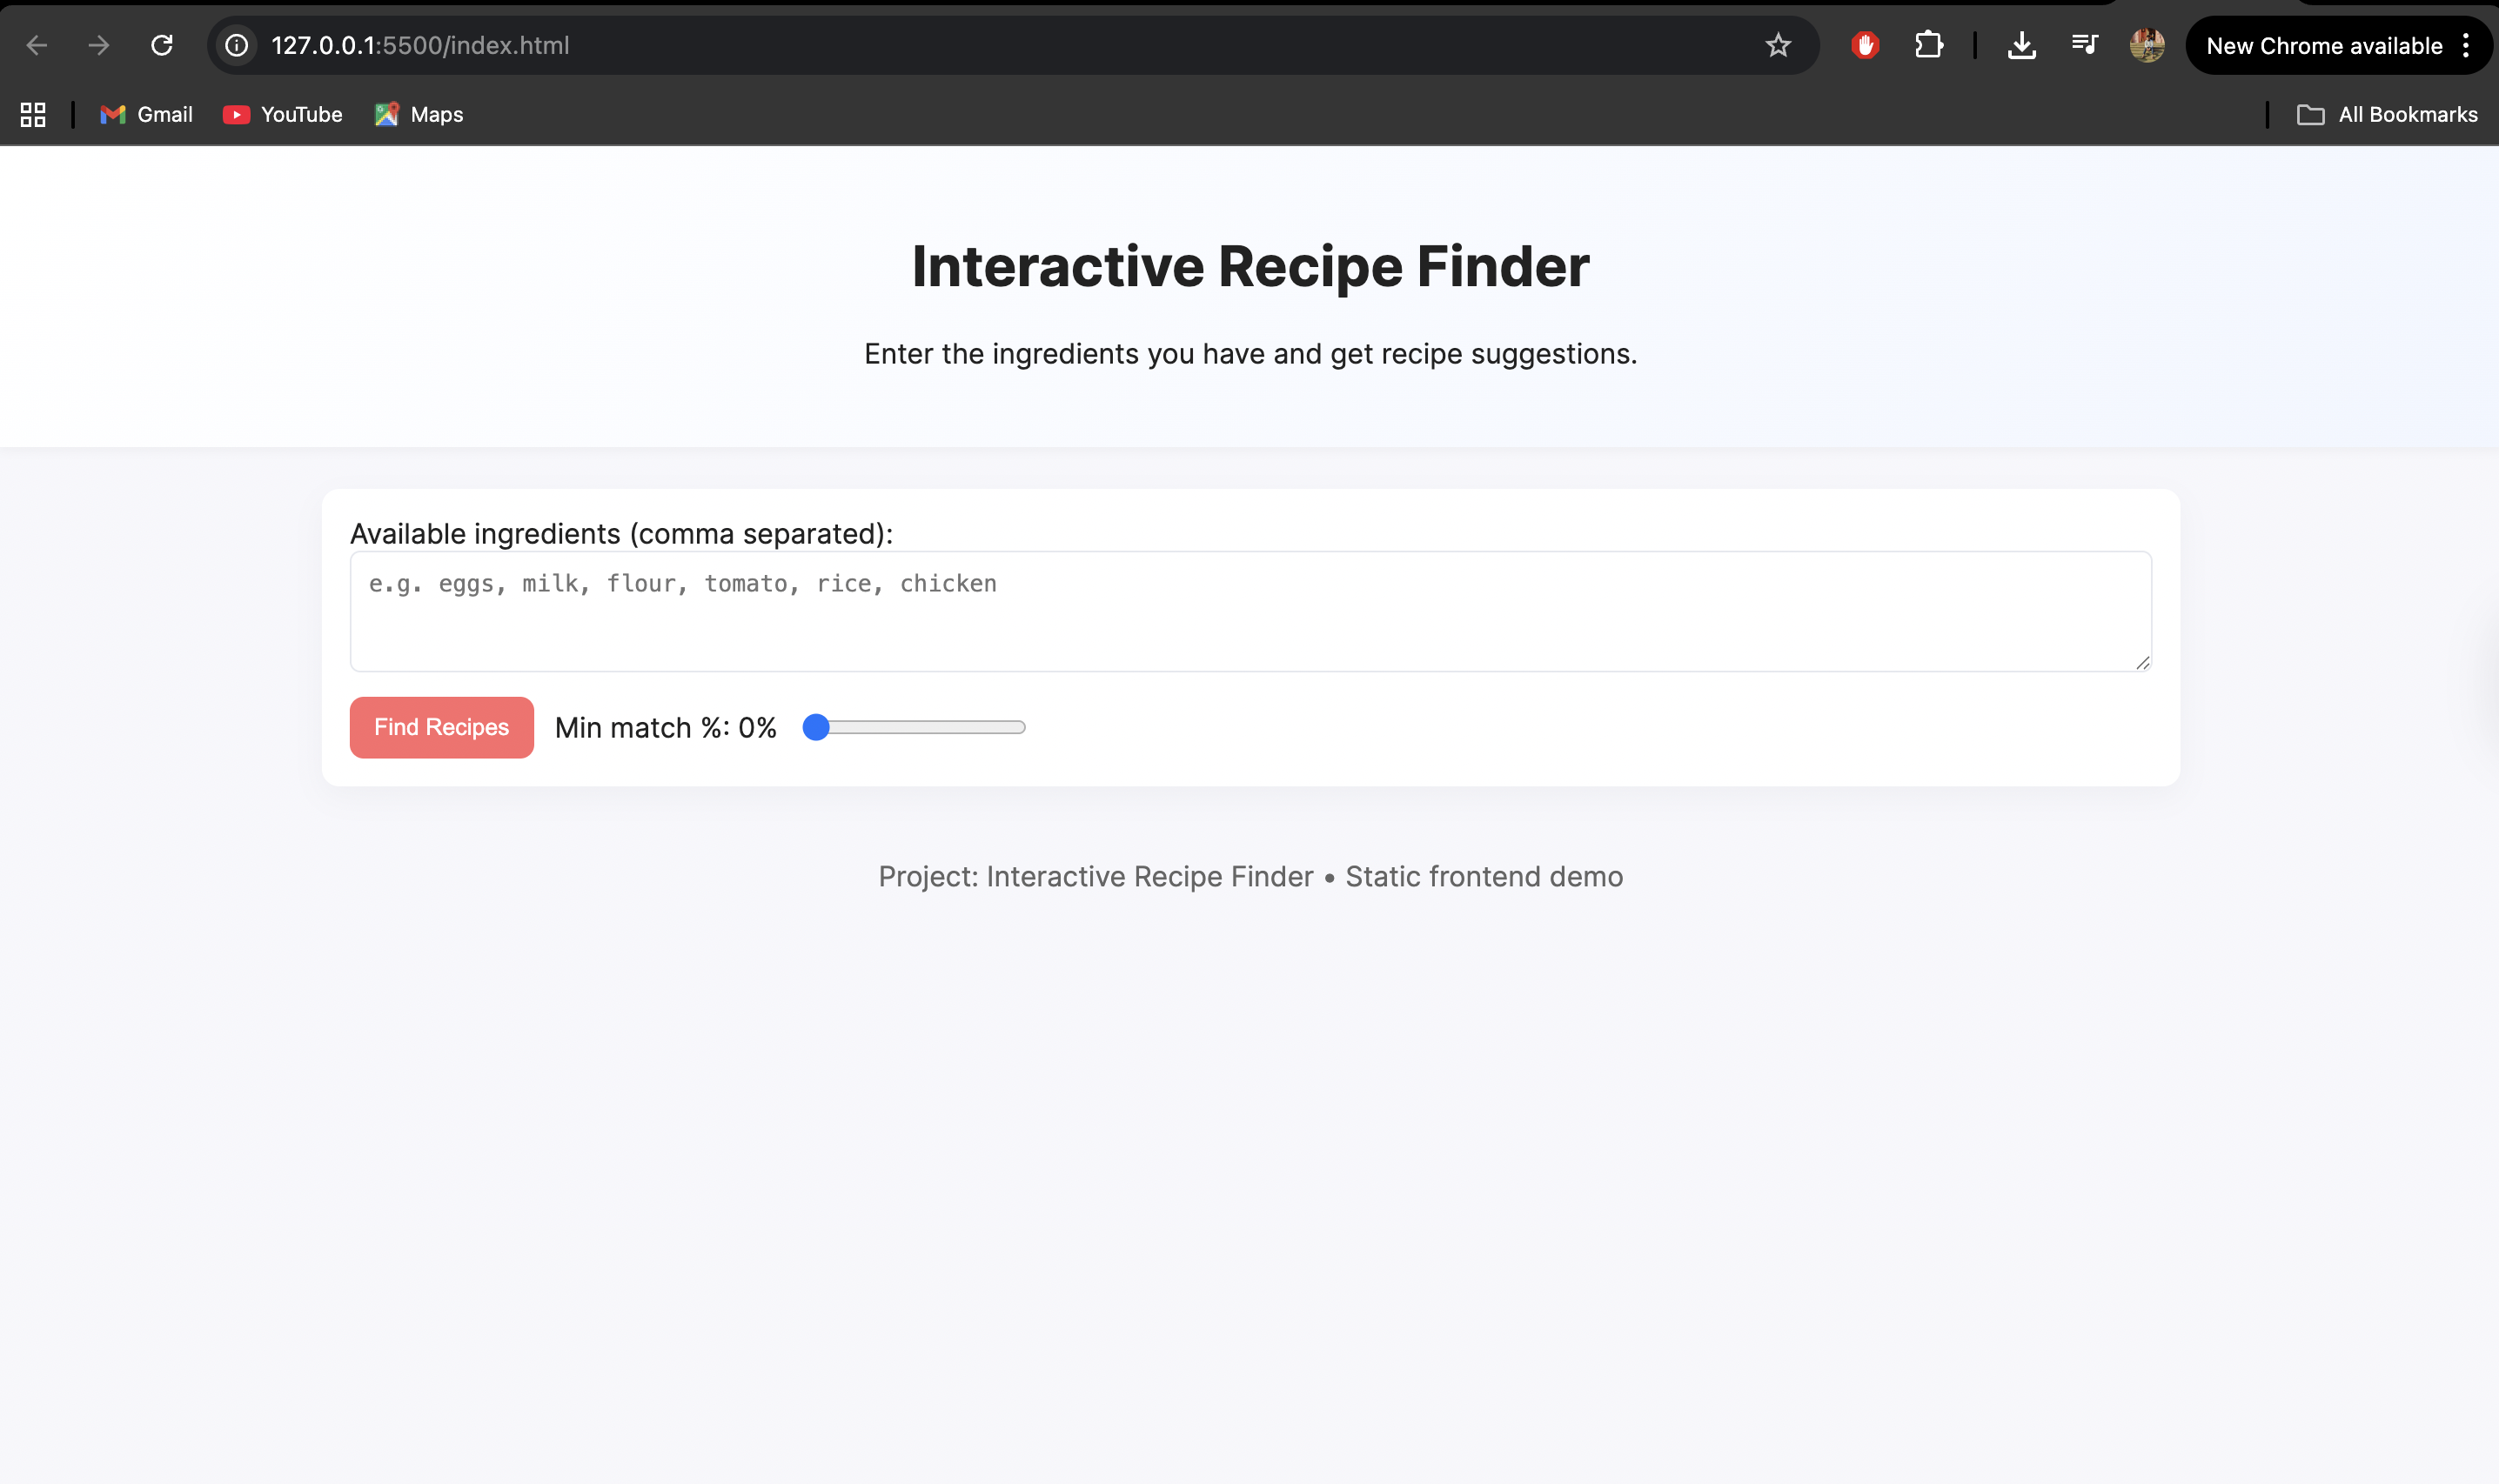 127.0.0.1:5500/index.html
New Chrome available
Gmail
YouTube
Maps
All Bookmarks
Interactive Recipe Finder
Enter the ingredients you have and get recipe suggestions.
Available ingredients (comma separated):
e.g. eggs, milk, flour, tomato, rice, chicken
Find Recipes
Min match %: 0%
Project: Interactive Recipe Finder • Static frontend demo